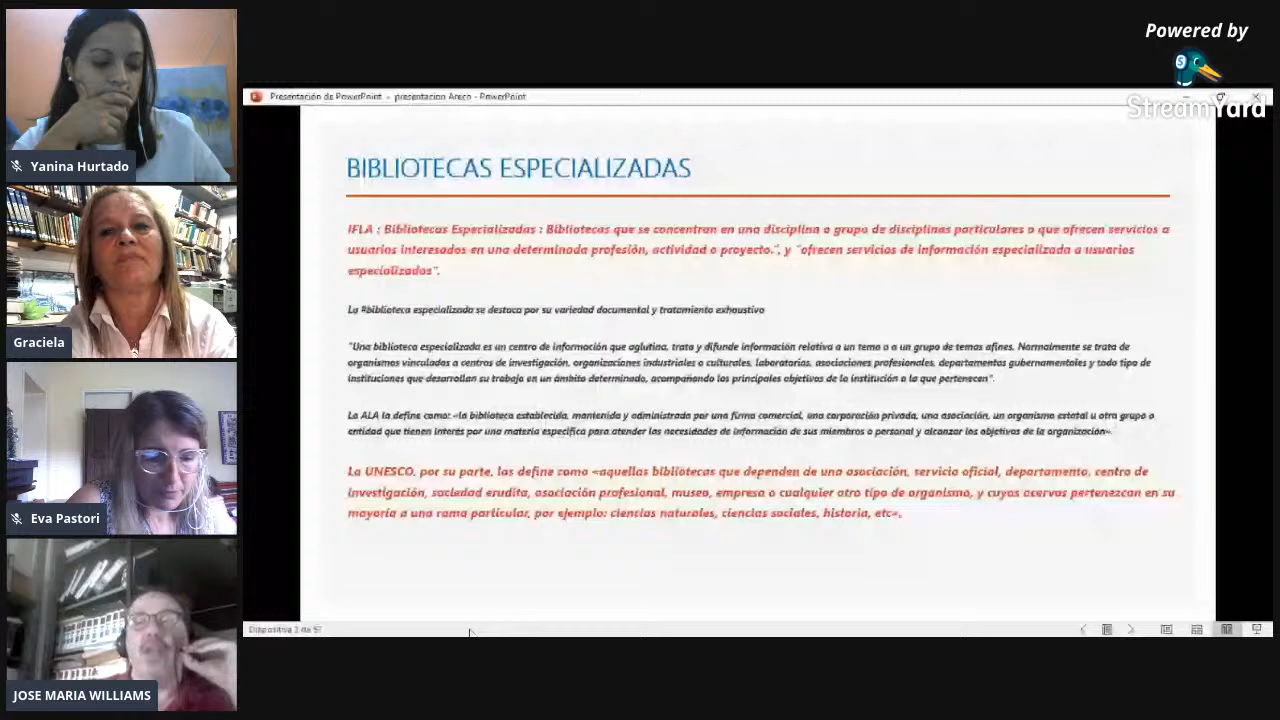 Powered by
StreamYard
Yanina Hurtado
Graciela
Eva Pastori
JOSE MARIA WILLIAMS
Presentación de PowerPoint - presentacion Areco - PowerPoint
BIBLIOTECAS ESPECIALIZADAS
IFLA : Bibliotecas Especializadas : Bibliotecas que se concentran en una disciplina o grupo de disciplinas particulares o que ofrecen servicios a
usuarios interesados en una determinada profesión, actividad o proyecto.", y "ofrecen servicios de información especializada a usuarios
especializados".
La #biblioteca especializada se destaca por su variedad documental y tratamiento exhaustivo
"Una biblioteca especializada es un centro de información que aglutina, trata y difunde información relativa a un tema o a un grupo de temas afines. Normalmente se trata de
organismos vinculados a centros de investigación, organizaciones industriales o culturales, laboratorios, asociaciones profesionales, departamentos gubernamentales y todo tipo de
instituciones que desarrollan su trabajo en un ámbito determinado, acompañando los principales objetivos de la institución a la que pertenecen".
La ALA la define como: «la biblioteca establecida, mantenida y administrada por una firma comercial, una corporación privada, una asociación, un organismo estatal u otro grupo o
entidad que tienen interés por una materia específica para atender las necesidades de información de sus miembros o personal y alcanzar los objetivos de la organización».
La UNESCO, por su parte, las define como «aquellas bibliotecas que dependen de una asociación, servicio oficial, departamento, centro de
investigación, sociedad erudita, asociación profesional, museo, empresa o cualquier otro tipo de organismo, y cuyos acervos pertenezcan en su
mayoría a una rama particular, por ejemplo: ciencias naturales, ciencias sociales, historia, etc».
Diapositiva